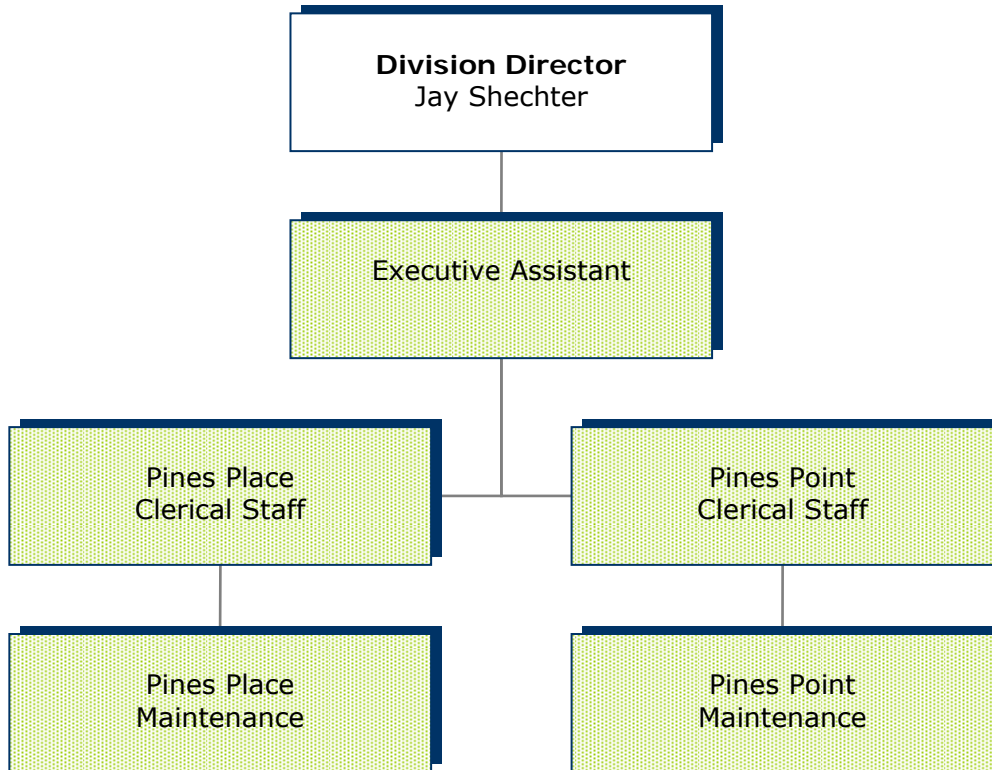 Division Director
Jay Shechter
Executive Assistant
Pines Place
Clerical Staff
Pines Point
Clerical Staff
Pines Place
Maintenance
Pines Point
Maintenance